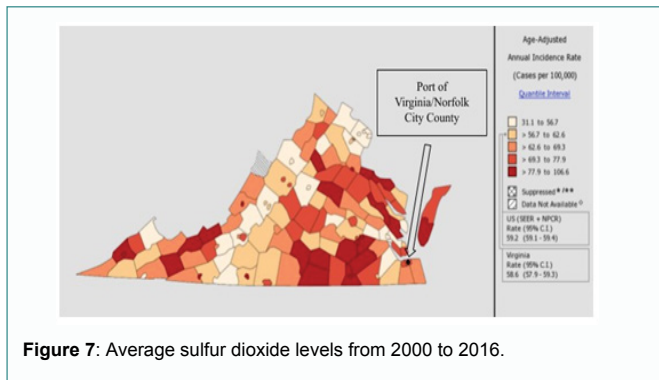 Port of
Virginia/Norfolk
City County
Age-Adjusted
Annual Incidence Rate
(Cases per 100,000)
Quantile Interval
31.1 to 56.7
> 56.7 to 62.6
> 62.6 to 69.3
> 69.3 to 77.9
> 77.9 to 106.6
Suppressed * /**
Data Not Available ◇
US (SEER + NPCR)
Rate (95% C.I.)
59.2 (59.1 - 59.4)
Virginia
Rate (95% C.I.)
58.6 (57.9 - 59.3)
Figure 7: Average sulfur dioxide levels from 2000 to 2016.